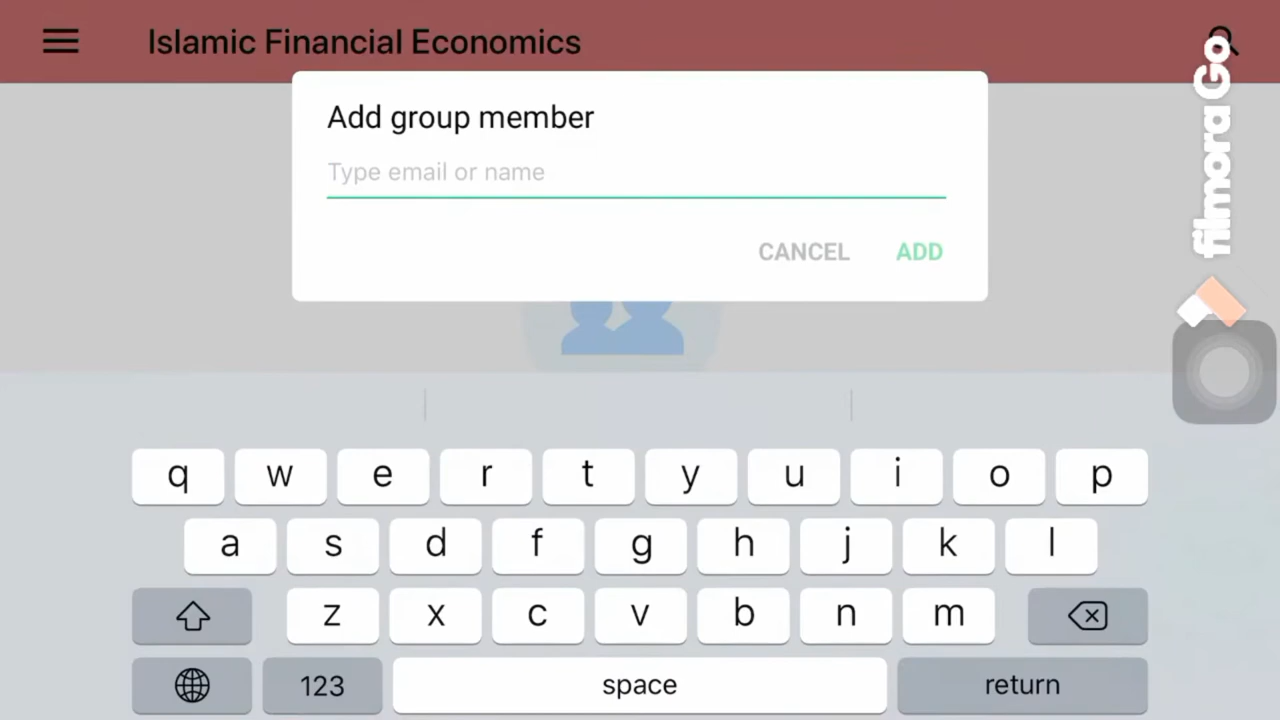 Islamic Financial Economics
Add group member
Type email or name
CANCEL ADD
filmora Go
q w e r t y u i o p
a s d f g h j k l
z x c v b n m
123 space return